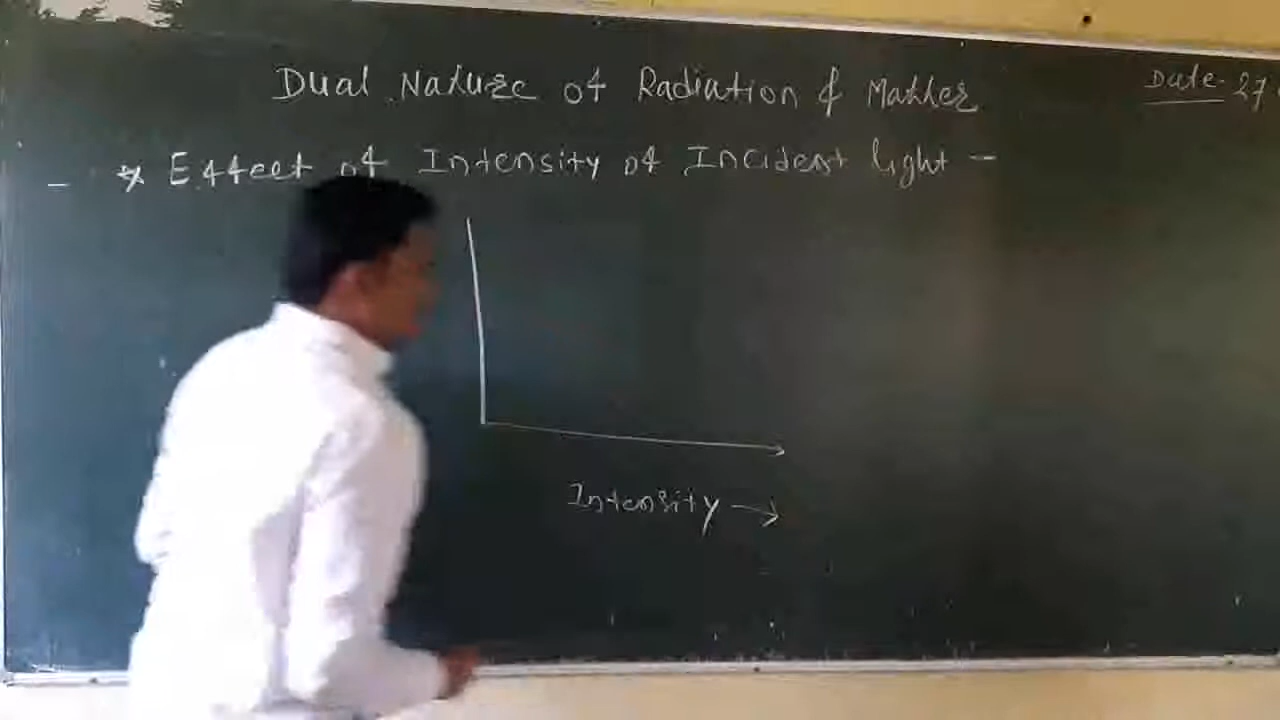 Dual Nature of Radiation & Matter
Date 27
* Effect of Intensity of Incident light -
Intensity →